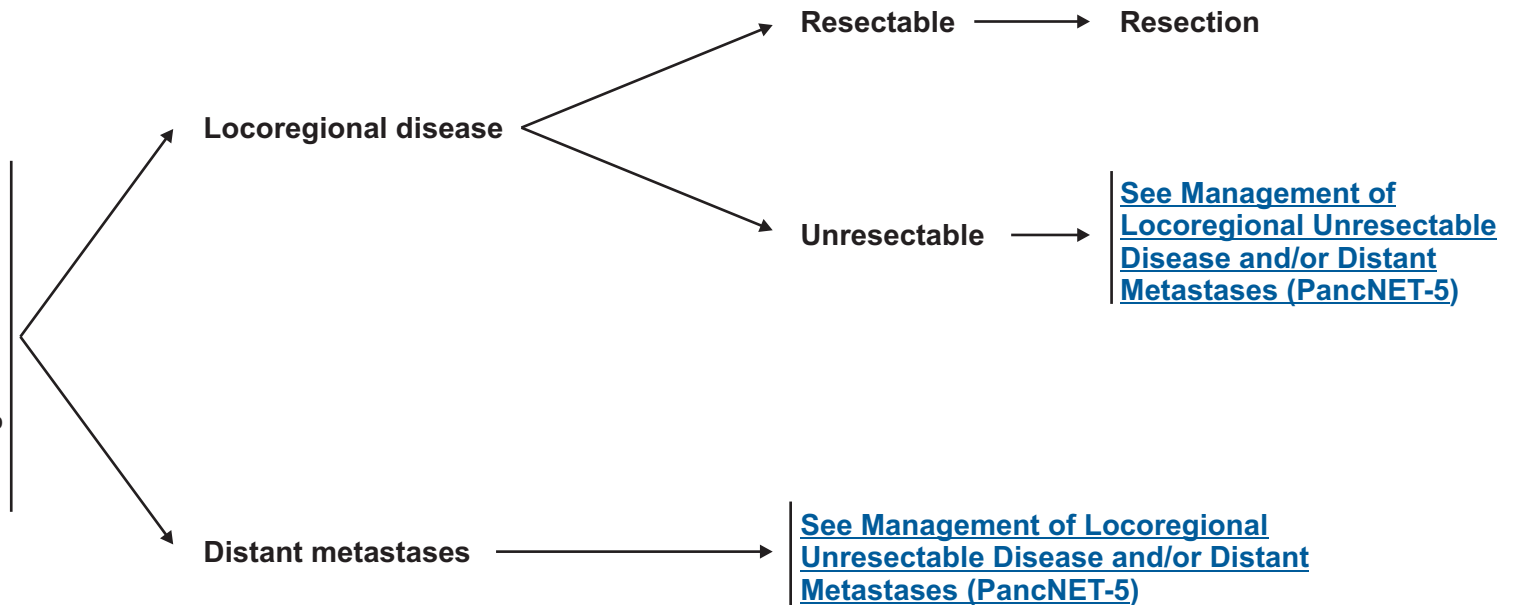 Resectable
Resection
Locoregional disease
Unresectable
See Management of
Locoregional Unresectable
Disease and/or Distant
Metastases (PancNET-5)
Distant metastases
See Management of Locoregional
Unresectable Disease and/or Distant
Metastases (PancNET-5)